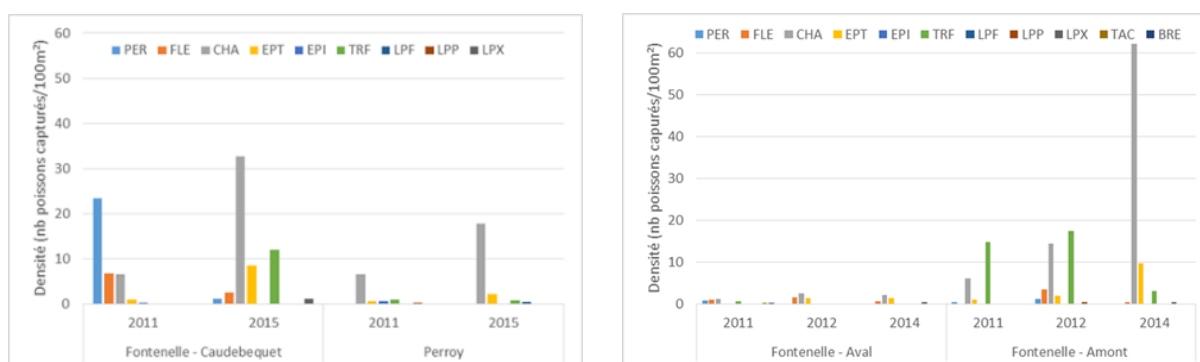 Densité (nb poissons capturés/100m²)
60
50
40
30
20
10
0
PER FLE CHA EPT EPI TRF LPF LPP LPX
2011 2015 2011 2015
Fontenelle - Caudebequet Perroy
Densité (nb poissons capurés/100m²)
60
50
40
30
20
10
0
PER FLE CHA EPT EPI TRF LPF LPP LPX TAC BRE
2011 2012 2014 2011 2012 2014
Fontenelle - Aval Fontenelle - Amont